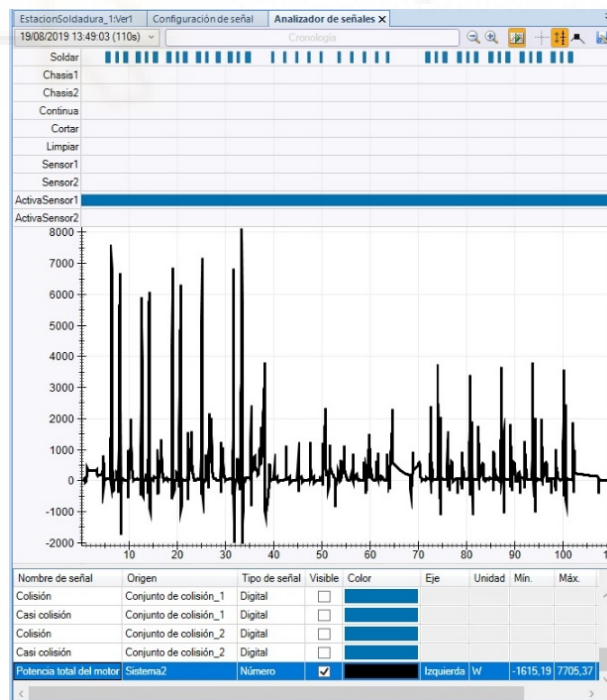 EstacionSoldadura_1:Ver1 Configuración de señal Analizador de señales X
19/08/2019 13:49:03 (110s) Cronología
Soldar
Chasis1
Chasis2
Continua
Cortar
Limpiar
Sensor1
Sensor2
ActivaSensor1
ActivaSensor2
8000
7000
6000
5000
4000
3000
2000
1000
0
-1000
-2000
10 20 30 40 50 60 70 80 90 100 110
Nombre de señal Origen Tipo de señal Visible Color Eje Unidad Mín. Máx.
Colisión Conjunto de colisión_1 Digital
Casi colisión Conjunto de colisión_1 Digital
Colisión Conjunto de colisión_2 Digital
Casi colisión Conjunto de colisión_2 Digital
Potencia total del motor Sistema2 Número Izquierda W -1615,19 7705,37